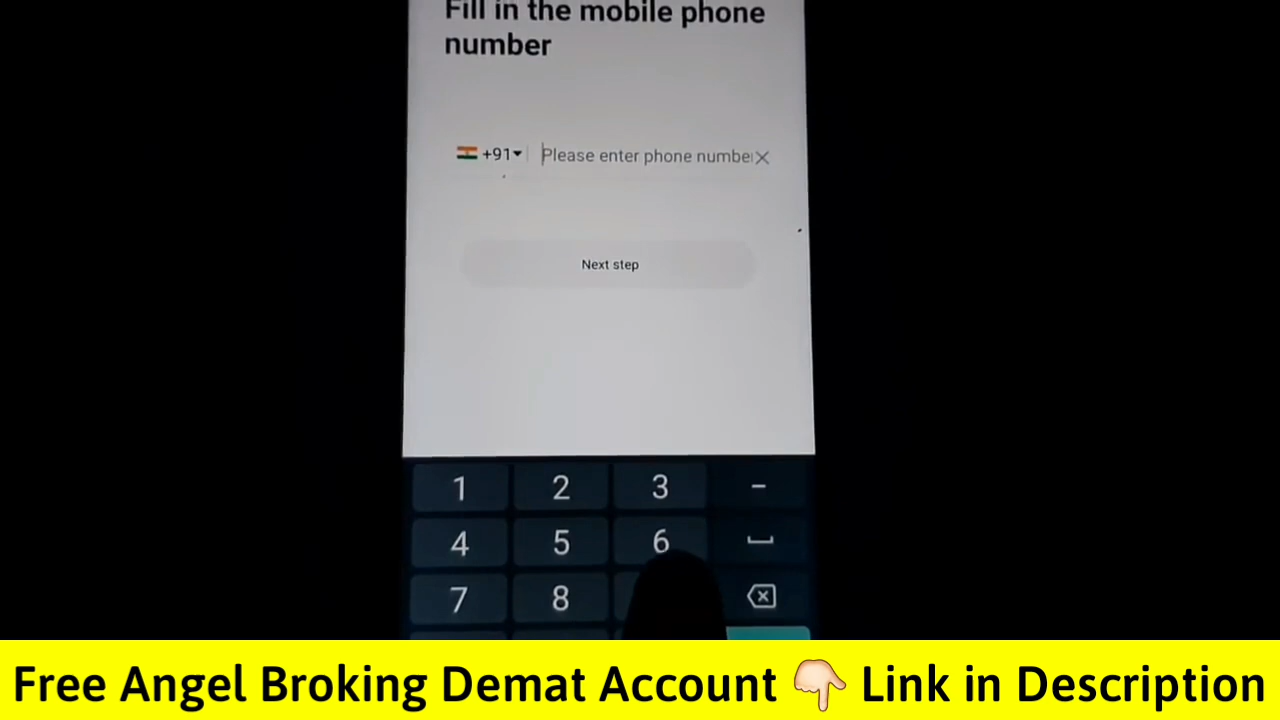 Fill in the mobile phone
number
+91 Please enter phone numbe
Next step
1 2 3 -
4 5 6
7 8
Free Angel Broking Demat Account 👇 Link in Description